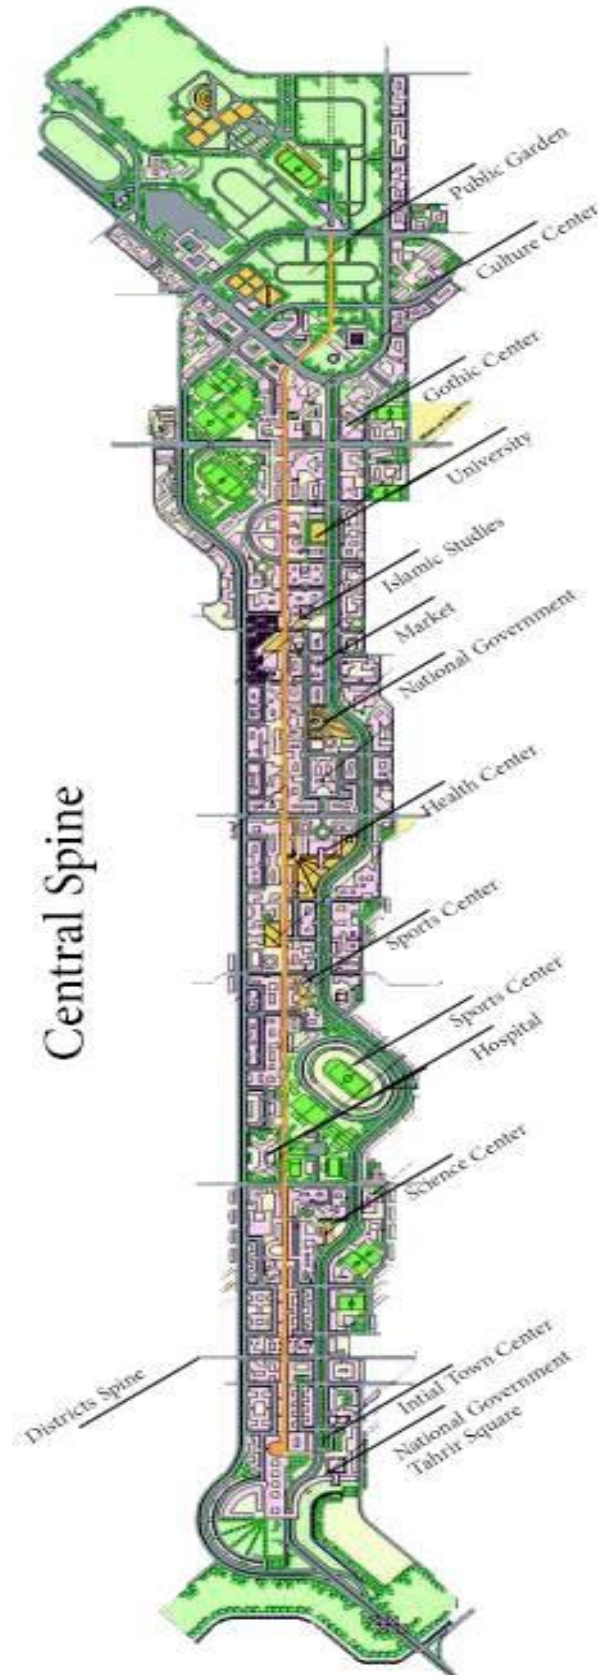 Public Garden
Culture Center
Gothic Center
University
Islamic Studies
Market
National Government
Health Center
Central Spine
Sports Center
Sports Center
Hospital
Science Center
Districts Spine
Intial Town Center
National Government
Tahrir Square